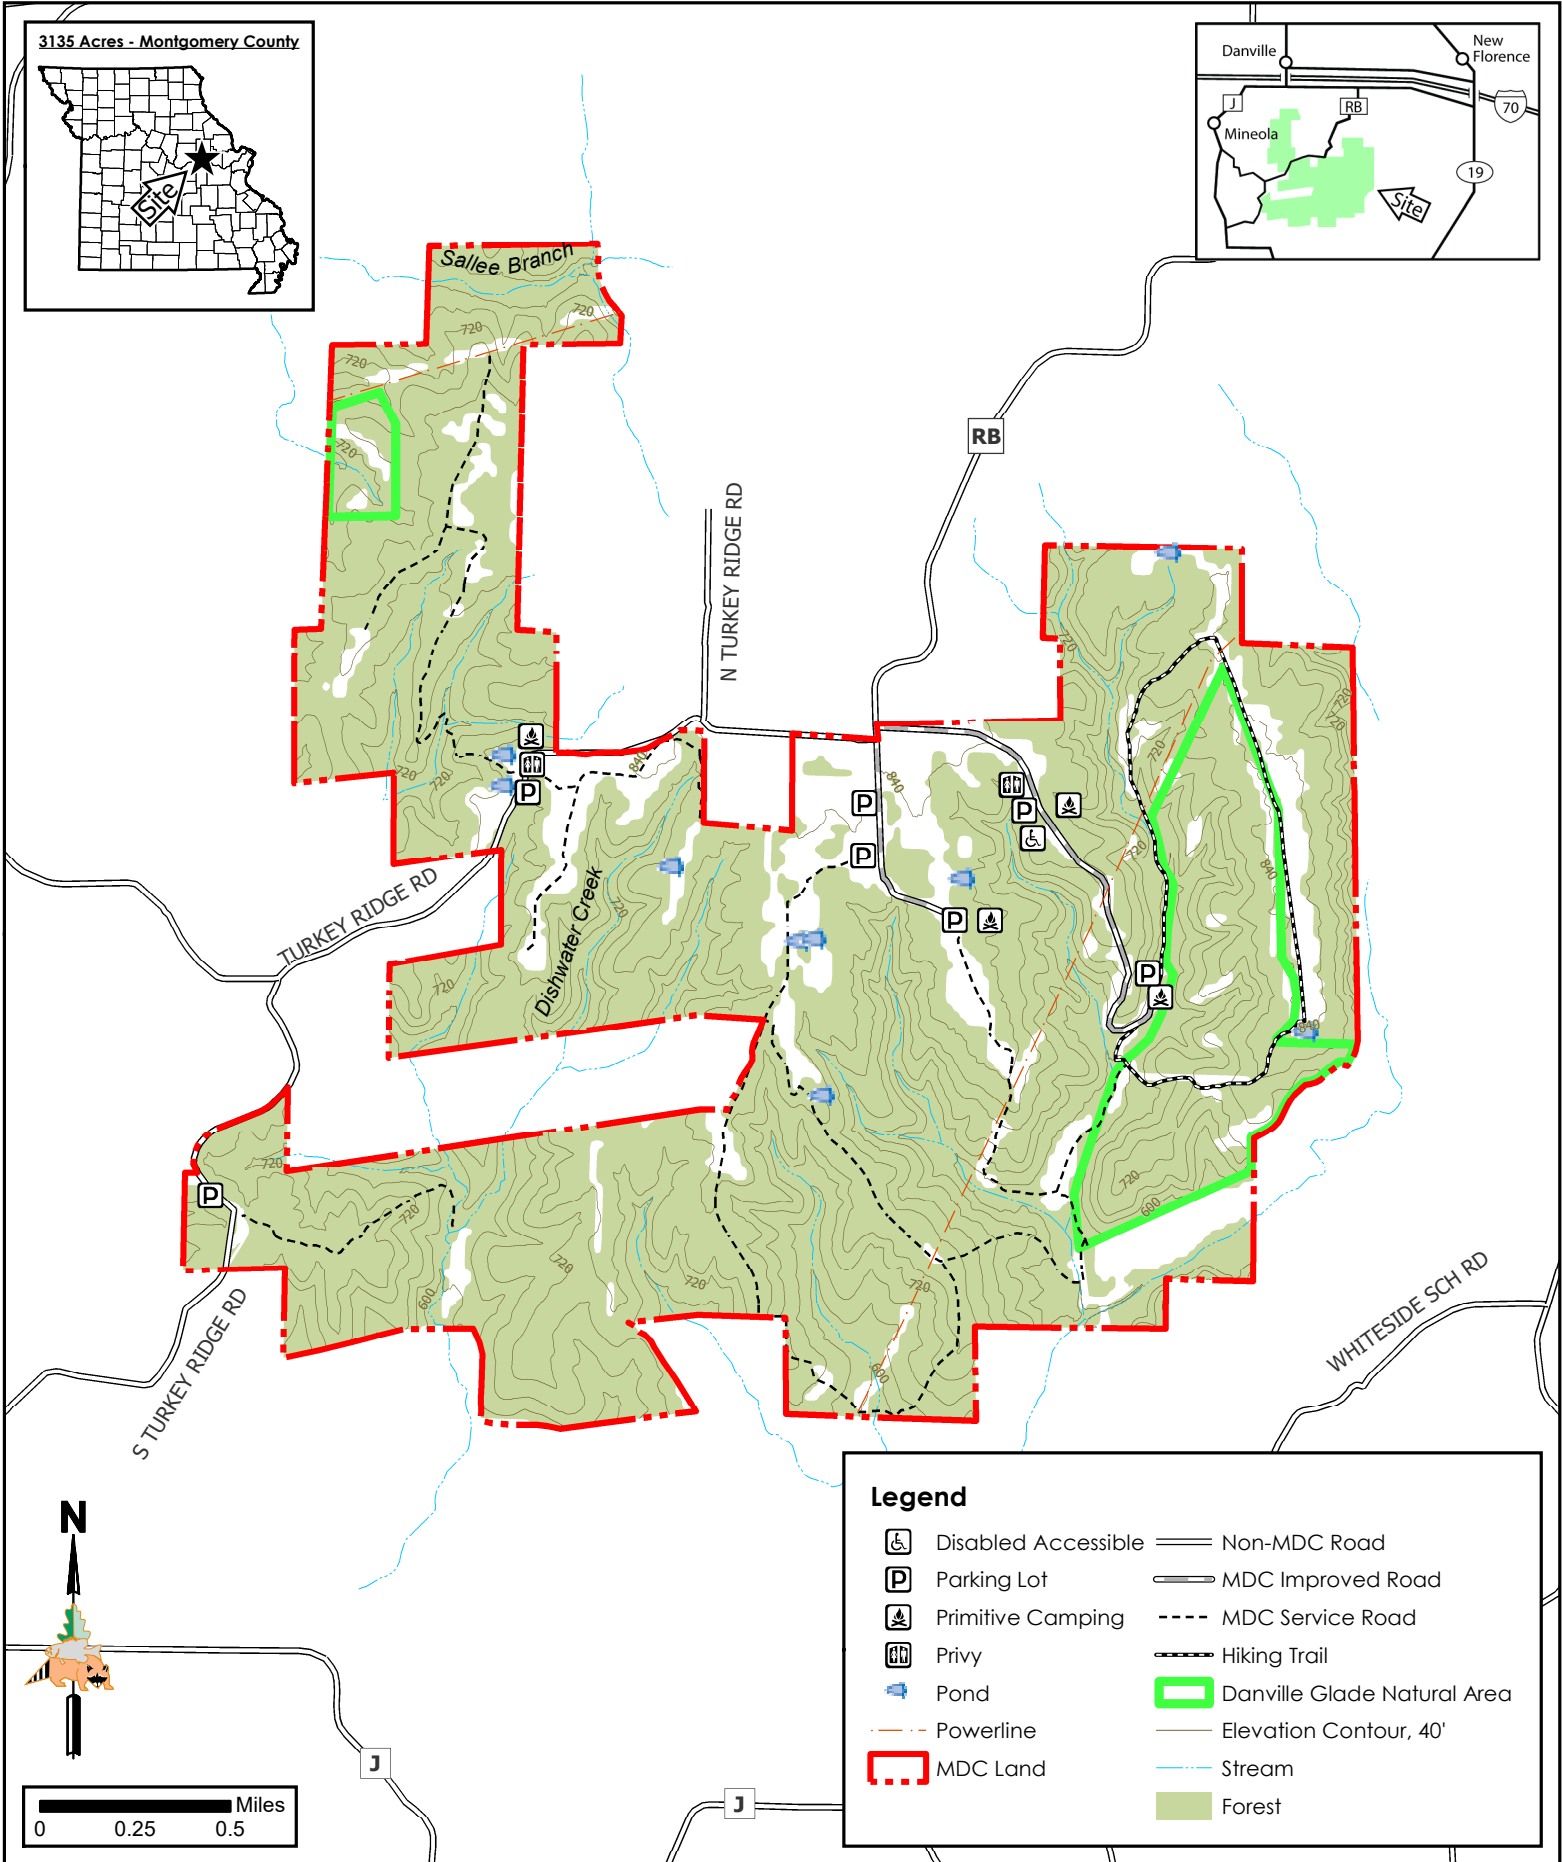 3135 Acres - Montgomery County
Site
Danville
New
Florence
J
RB
70
Mineola
19
Site
Sallee Branch
720
720
720
720
RB
N TURKEY RIDGE RD
720
720
720
720
720
840
840
720
720
840
TURKEY RIDGE RD
Dishwater Creek
720
720
840
720
720
600
720
720
720
720
600
600
S TURKEY RIDGE RD
WHITESIDE SCH RD
P
P
P
P
P
P
P
N
J
J
Miles
0
0.25
0.5
Legend
Disabled Accessible
P
Parking Lot
Primitive Camping
Privy
Pond
Powerline
MDC Land
Non-MDC Road
MDC Improved Road
MDC Service Road
Hiking Trail
Danville Glade Natural Area
Elevation Contour, 40'
Stream
Forest